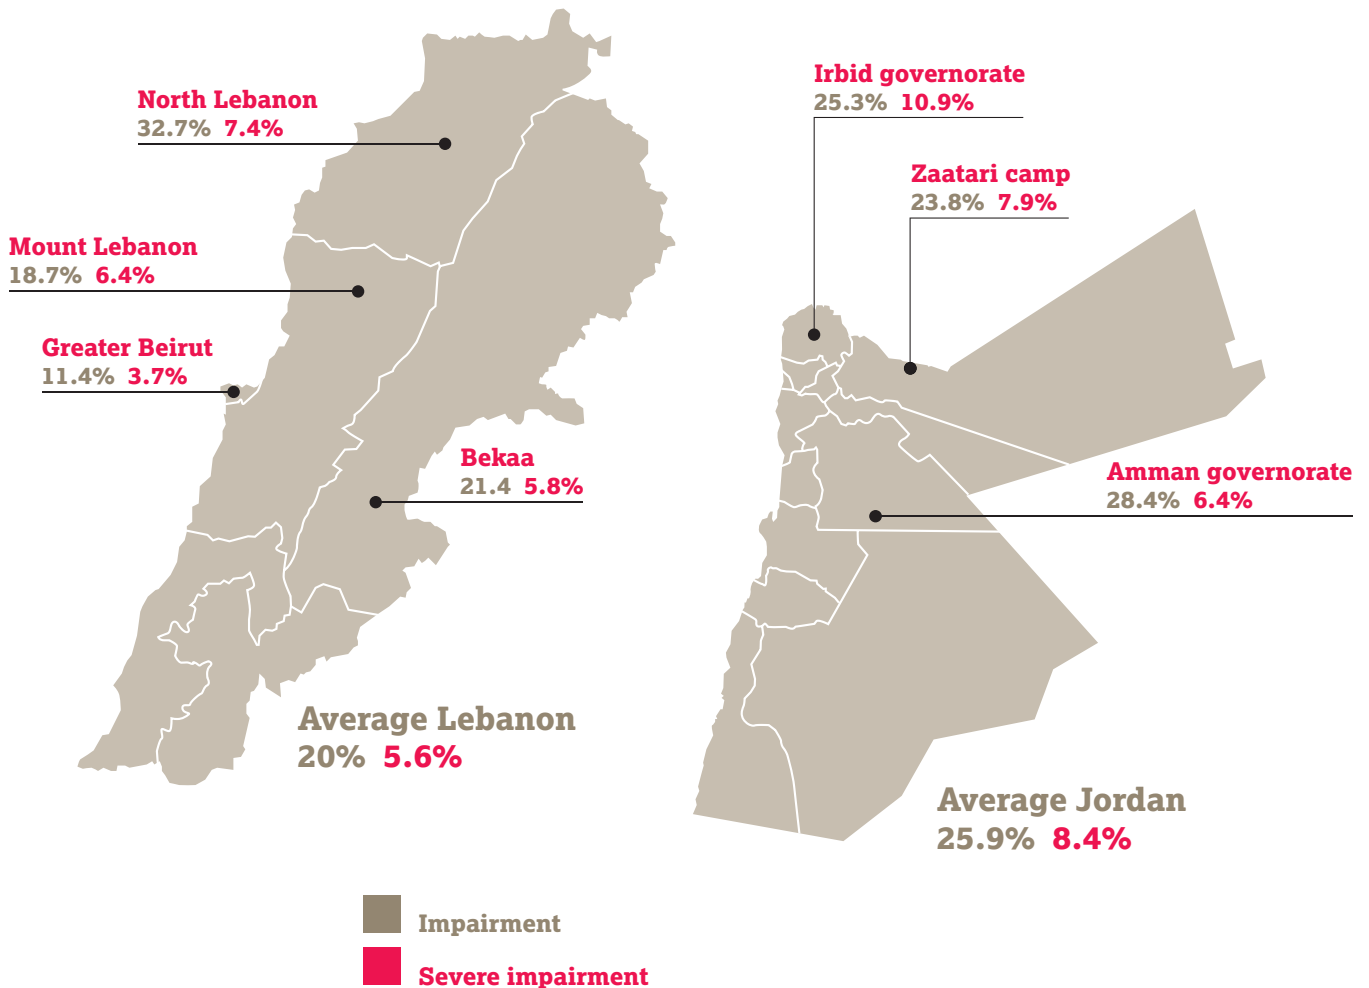 North Lebanon
32.7% 7.4%
Mount Lebanon
18.7% 6.4%
Greater Beirut
11.4% 3.7%
Bekaa
21.4 5.8%
Average Lebanon
20% 5.6%
Irbid governorate
25.3% 10.9%
Zaatari camp
23.8% 7.9%
Amman governorate
28.4% 6.4%
Average Jordan
25.9% 8.4%
Impairment
Severe impairment